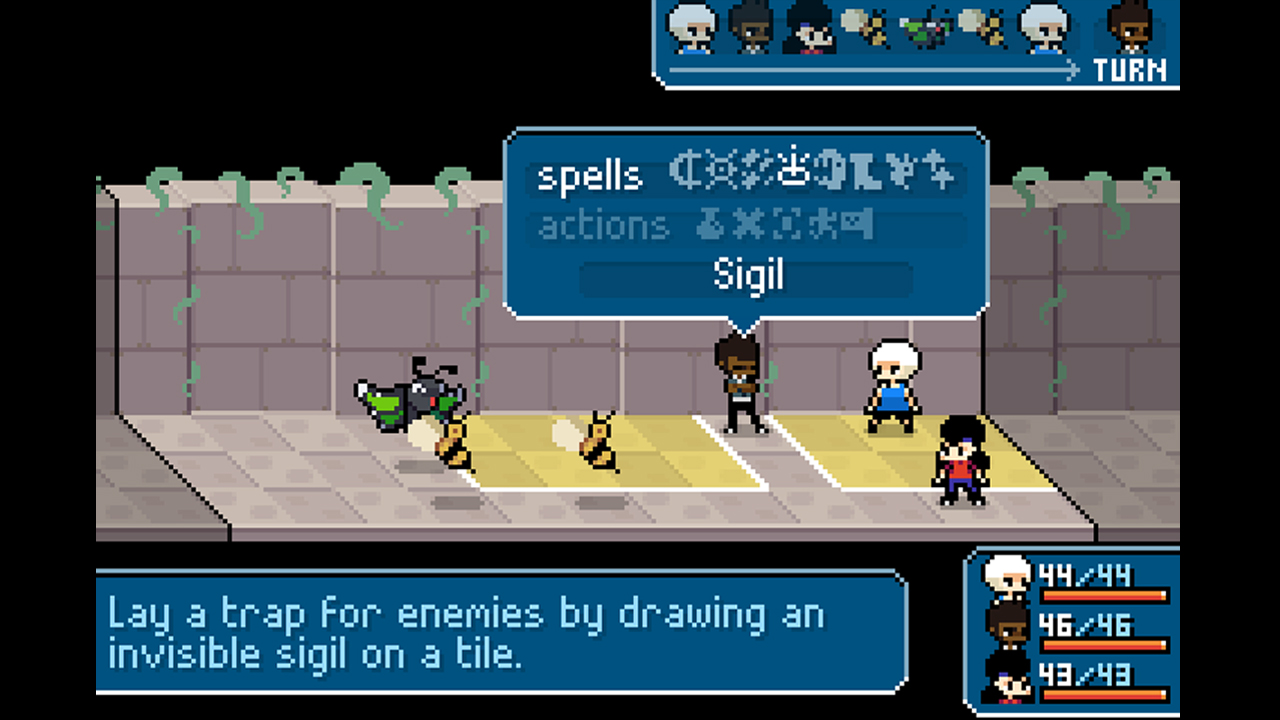 TURN
spells
actions
Sigil
Lay a trap for enemies by drawing an
invisible sigil on a tile.
44/44
46/46
43/43